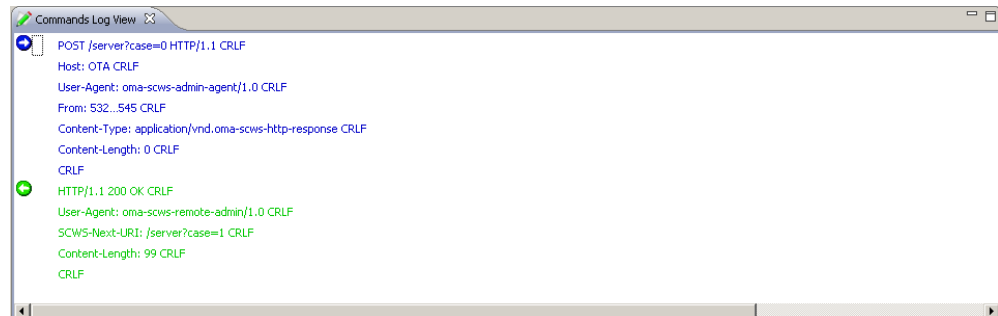 Commands Log View
POST /server?case=0 HTTP/1.1 CRLF
Host: OTA CRLF
User-Agent: oma-scws-admin-agent/1.0 CRLF
From: 532...545 CRLF
Content-Type: application/vnd.oma-scws-http-response CRLF
Content-Length: 0 CRLF
CRLF
HTTP/1.1 200 OK CRLF
User-Agent: oma-scws-remote-admin/1.0 CRLF
SCWS-Next-URI: /server?case=1 CRLF
Content-Length: 99 CRLF
CRLF